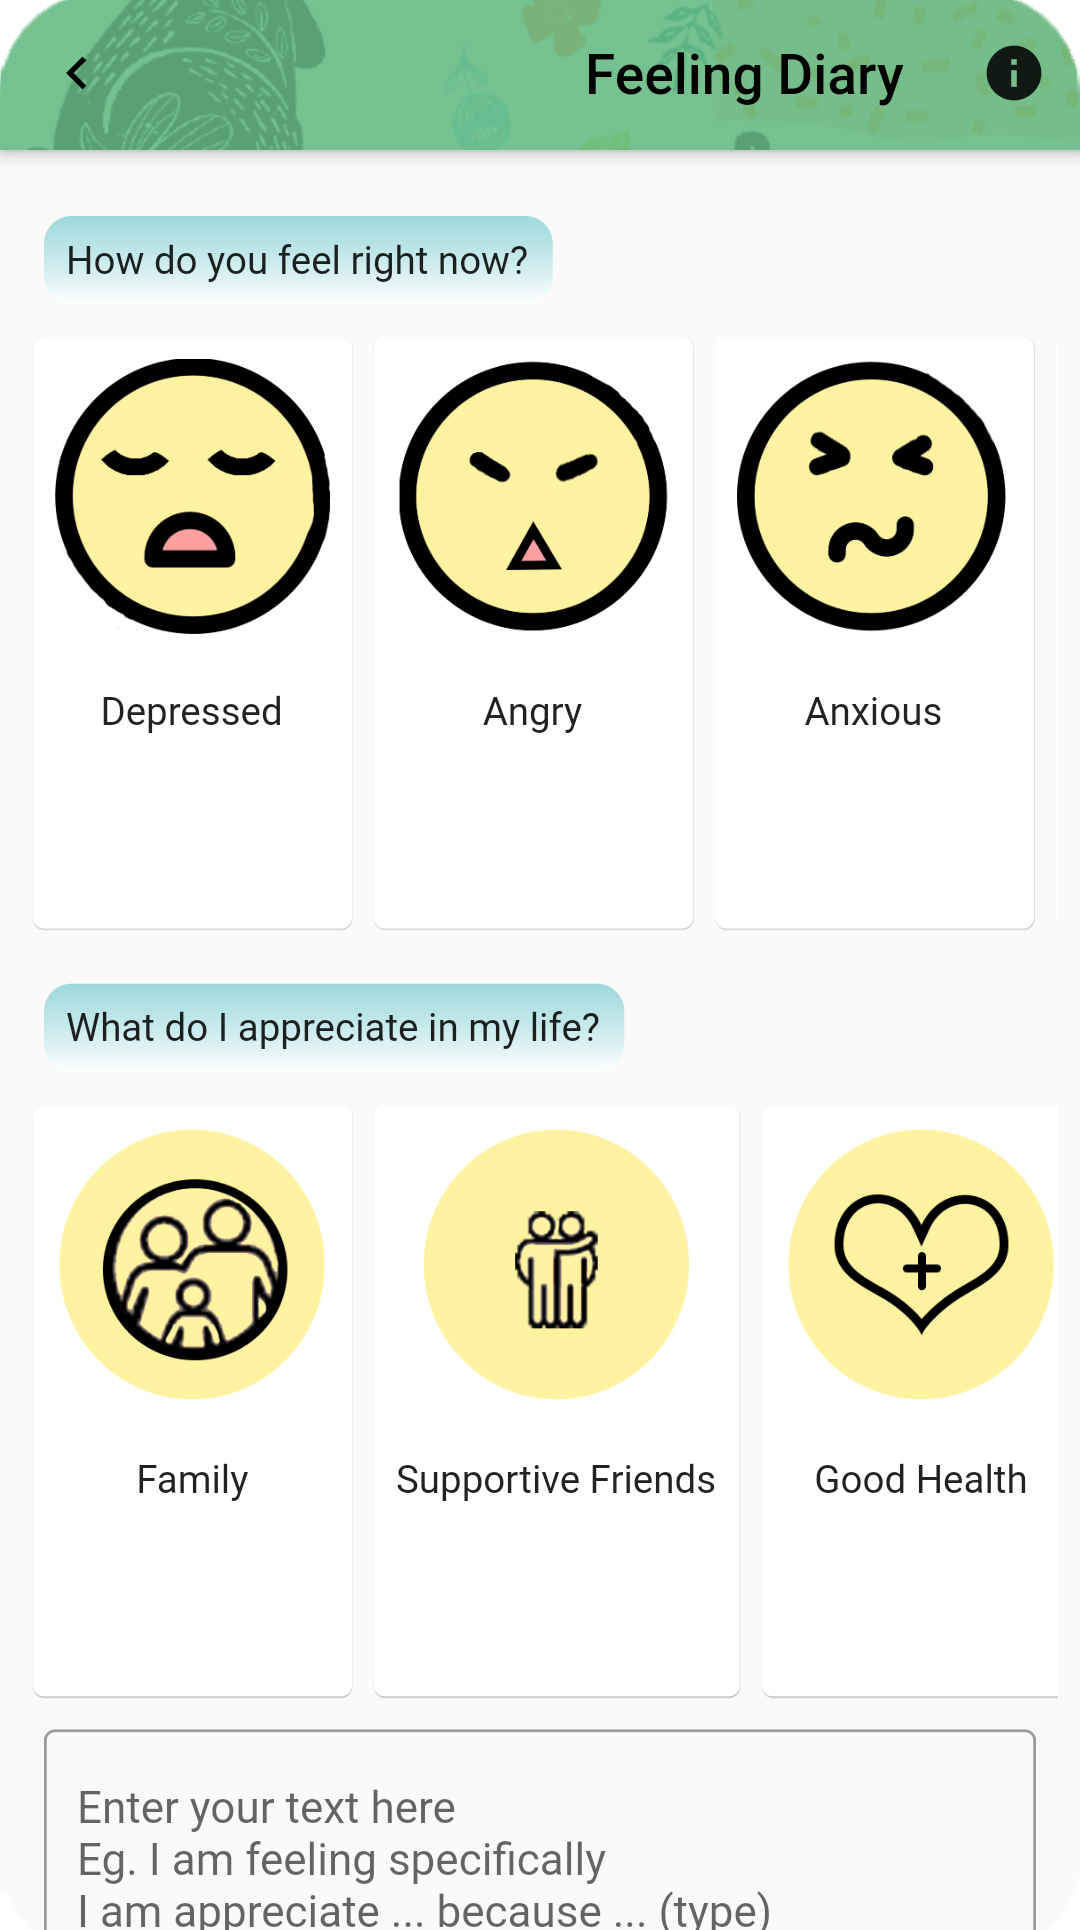 Feeling Diary
How do you feel right now?
Depressed
Angry
Anxious
What do I appreciate in my life?
Family
Supportive Friends
Good Health
Enter your text here
Eg. I am feeling specifically
I am appreciate ... because ... (type)